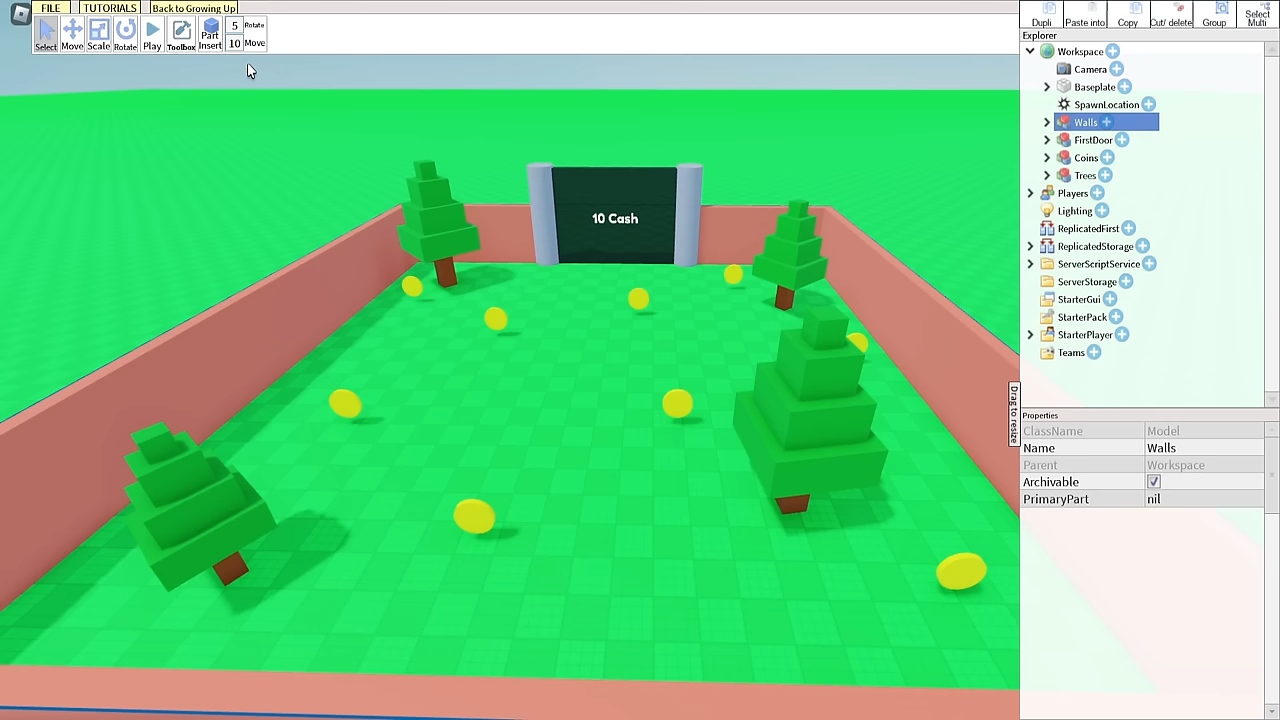 FILE TUTORIALS Back to Growing Up
Select Move Scale Rotate Play Toolbox Part Insert 5 Rotate 10 Move
Dupli Paste into Copy Cut/ delete Group Select Multi
Explorer
Workspace
Camera
Baseplate
SpawnLocation
Walls
FirstDoor
Coins
Trees
Players
Lighting
ReplicatedFirst
ReplicatedStorage
ServerScriptService
ServerStorage
StarterGui
StarterPack
StarterPlayer
Teams
10 Cash
Drag to resize
Properties
ClassName Model
Name Walls
Parent Workspace
Archivable
PrimaryPart nil